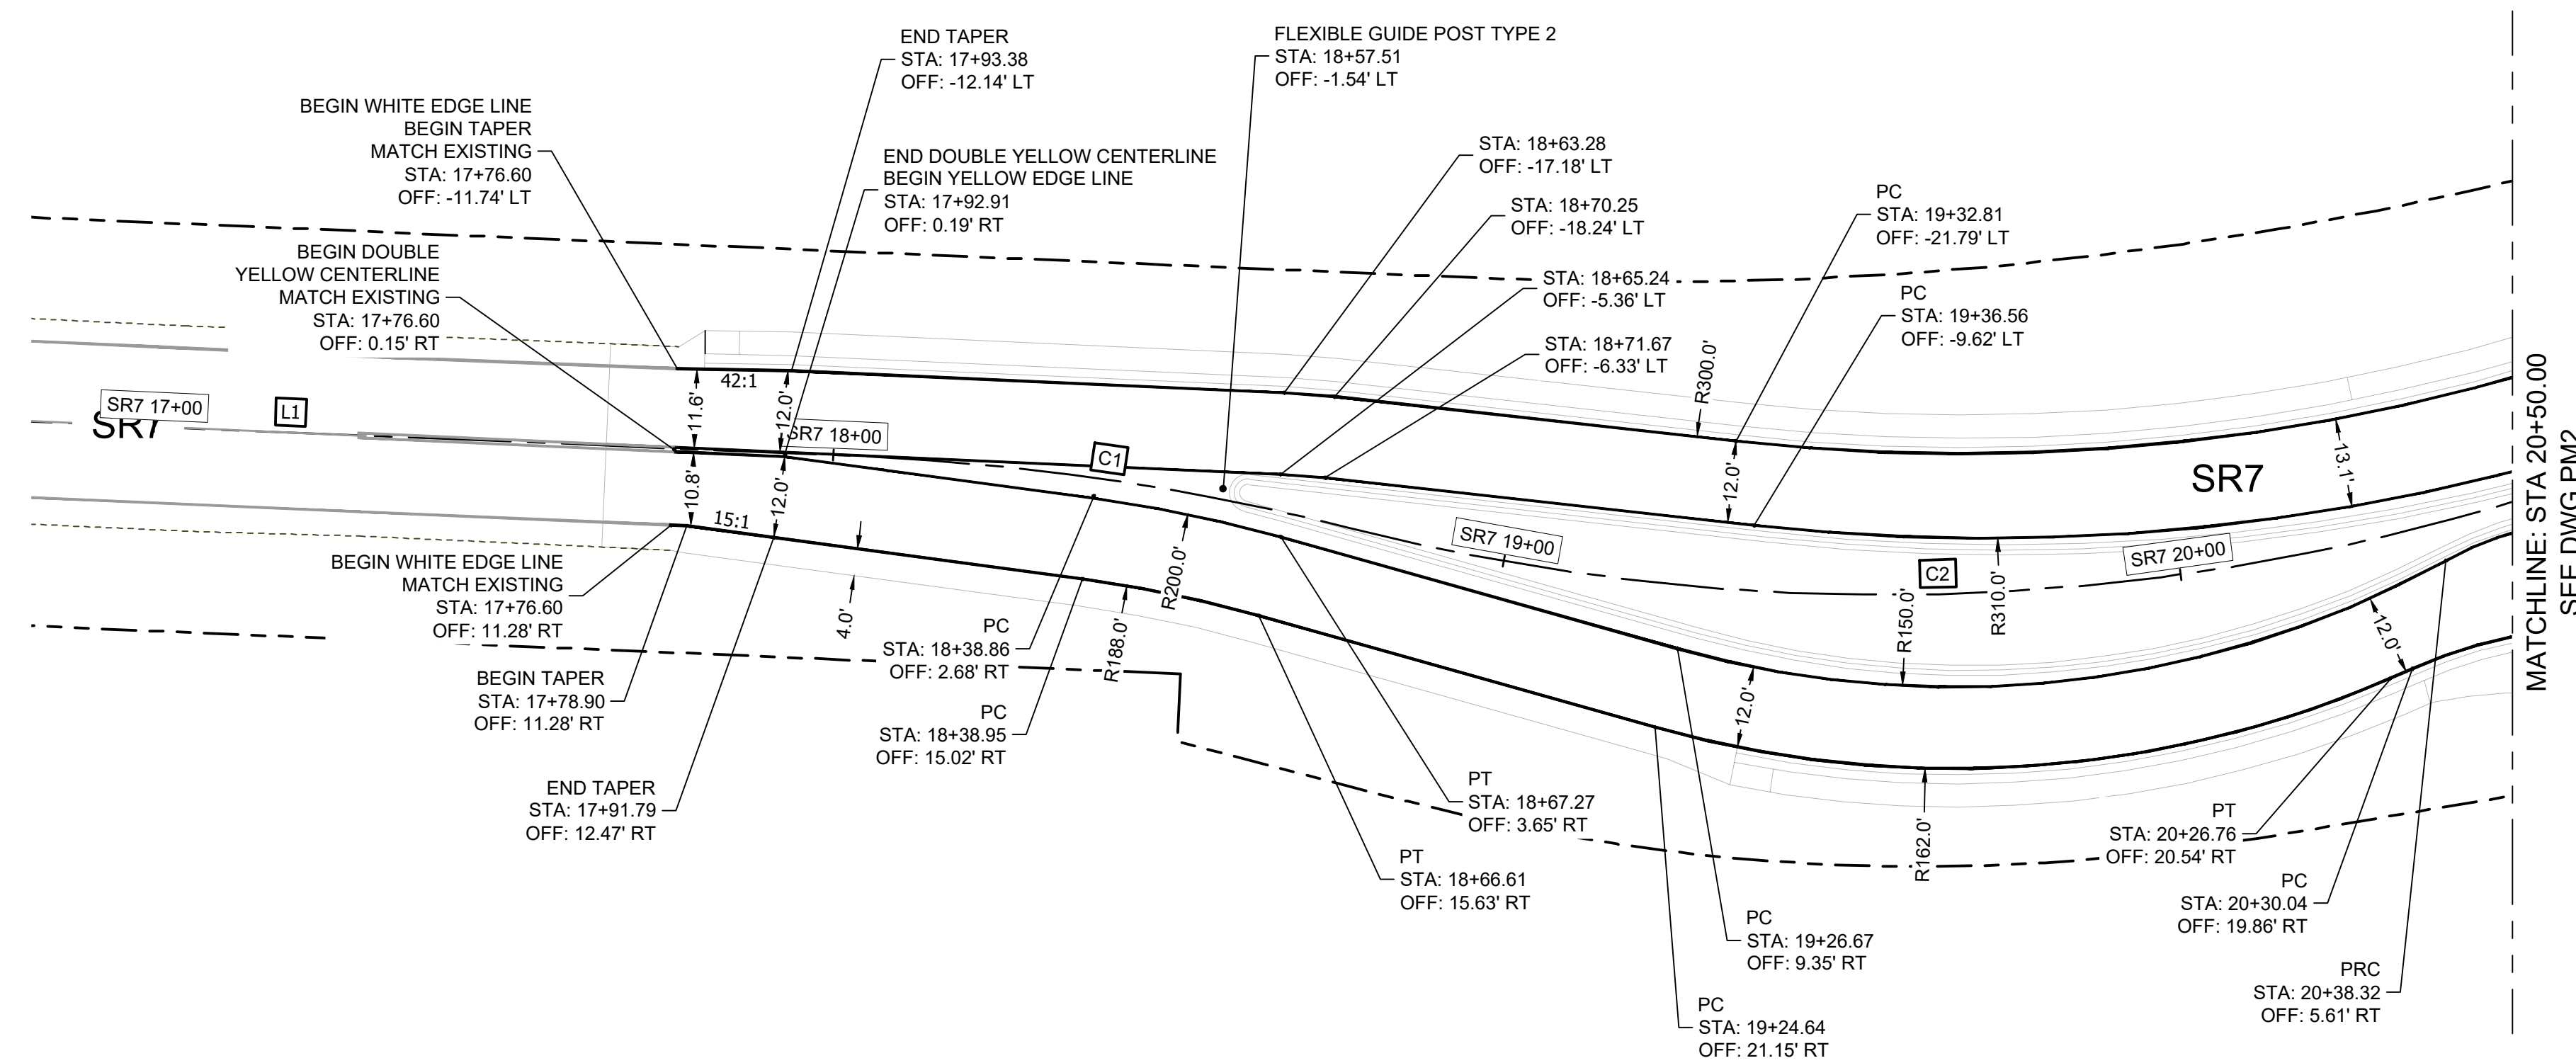 END TAPER
STA: 17+93.38
OFF: -12.14' LT
FLEXIBLE GUIDE POST TYPE 2
STA: 18+57.51
OFF: -1.54' LT
BEGIN WHITE EDGE LINE
BEGIN TAPER
MATCH EXISTING
STA: 17+76.60
OFF: -11.74' LT
END DOUBLE YELLOW CENTERLINE
BEGIN YELLOW EDGE LINE
STA: 17+92.91
OFF: 0.19' RT
STA: 18+63.28
OFF: -17.18' LT
STA: 18+70.25
OFF: -18.24' LT
PC
STA: 19+32.81
OFF: -21.79' LT
BEGIN DOUBLE
YELLOW CENTERLINE
MATCH EXISTING
STA: 17+76.60
OFF: 0.15' RT
STA: 18+65.24
OFF: -5.36' LT
PC
STA: 19+36.56
OFF: -9.62' LT
STA: 18+71.67
OFF: -6.33' LT
R300.0'
42:1
11.6'
12.0'
SR7 17+00
L1
SR7
SR7 18+00
C1
12.0'
SR7
13.1'
MATCHLINE: STA 20+50.00
SEE DWG PM2
10.8'
12.0'
15:1
SR7 19+00
SR7 20+00
C2
BEGIN WHITE EDGE LINE
MATCH EXISTING
STA: 17+76.60
OFF: 11.28' RT
4.0'
R200.0'
R188.0'
R150.0'
R310.0'
12.0'
PC
STA: 18+38.86
OFF: 2.68' RT
BEGIN TAPER
STA: 17+78.90
OFF: 11.28' RT
PC
STA: 18+38.95
OFF: 15.02' RT
12.0'
END TAPER
STA: 17+91.79
OFF: 12.47' RT
PT
STA: 18+67.27
OFF: 3.65' RT
R162.0'
PT
STA: 20+26.76
OFF: 20.54' RT
PT
STA: 18+66.61
OFF: 15.63' RT
PC
STA: 20+30.04
OFF: 19.86' RT
PC
STA: 19+26.67
OFF: 9.35' RT
PRC
STA: 20+38.32
OFF: 5.61' RT
PC
STA: 19+24.64
OFF: 21.15' RT